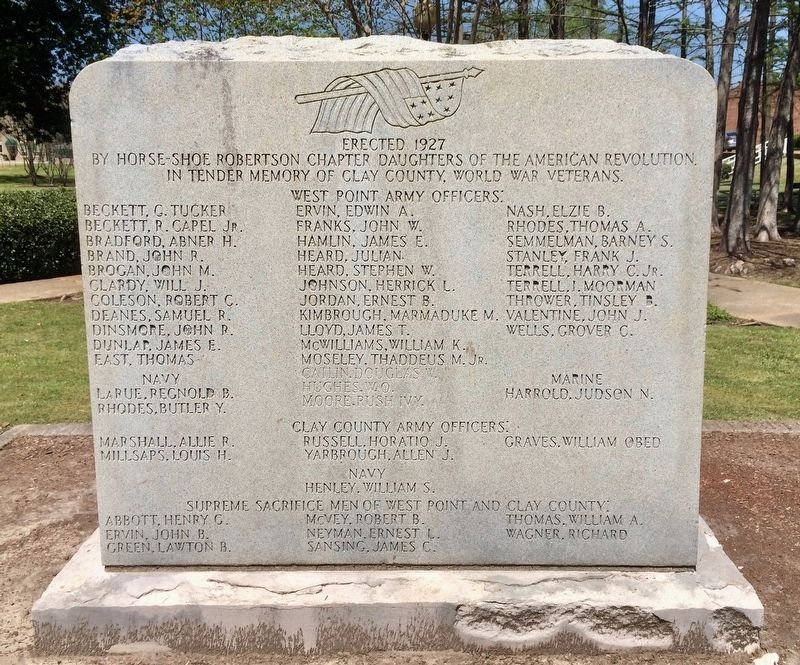 ERECTED 1927
BY HORSE-SHOE ROBERTSON CHAPTER DAUGHTERS OF THE AMERICAN REVOLUTION.
IN TENDER MEMORY OF CLAY COUNTY, WORLD WAR VETERANS.
WEST POINT ARMY OFFICERS:
BECKETT, G. TUCKER ERVIN, EDWIN A. NASH, ELZIE B.
BECKETT, R. CAPEL JR. FRANKS, JOHN W. RHODES, THOMAS A.
BRADFORD, ABNER H. HAMLIN, JAMES E. SEMMELMAN, BARNEY S.
BRAND, JOHN R. HEARD, JULIAN STANLEY, FRANK J.
BROGAN, JOHN M. HEARD, STEPHEN W. TERRELL, HARRY C. JR.
CLARDY, WILL J. JOHNSON, HERRICK L. TERRELL, I. MOORMAN
COLESON, ROBERT C. JORDAN, ERNEST B. THROWER, TINSLEY B.
DEANES, SAMUEL R. KIMBROUGH, MARMADUKE M. VALENTINE, JOHN J.
DINSMORE, JOHN R. LLOYD, JAMES T. WELLS, GROVER C.
DUNLAP, JAMES E. MCWILLIAMS, WILLIAM K.
EAST, THOMAS MOSELEY, THADDEUS M. JR.
CATLIN, DOUGLAS W.
NAVY HUGHES, W.O. MARINE
LARUE, REGNOLD B. MOORE, RUSH IVY HARROLD, JUDSON N.
RHODES, BUTLER Y.
CLAY COUNTY ARMY OFFICERS:
MARSHALL, ALLIE R. RUSSELL, HORATIO J. GRAVES, WILLIAM OBED
MILLSAPS, LOUIS H. YARBROUGH, ALLEN J.
NAVY
HENLEY, WILLIAM S.
SUPREME SACRIFICE MEN OF WEST POINT AND CLAY COUNTY:
ABBOTT, HENRY G. MCVEY, ROBERT B. THOMAS, WILLIAM A.
ERVIN, JOHN B. NEYMAN, ERNEST L. WAGNER, RICHARD
GREEN, LAWTON B. SANSING, JAMES C.